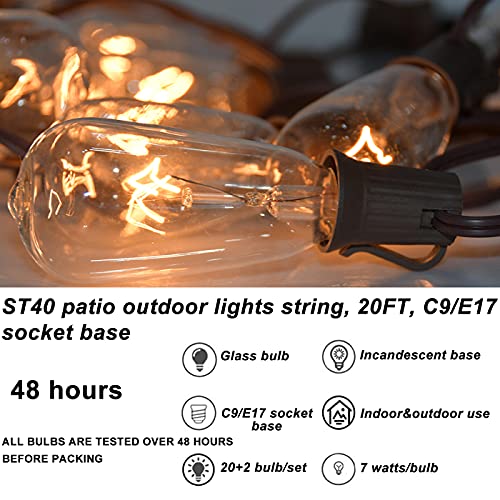 ST40 patio outdoor lights string, 20FT, C9/E17
socket base
Glass bulb
Incandescent base
48 hours
C9/E17 socket
base
Indoor&outdoor use
ALL BULBS ARE TESTED OVER 48 HOURS
BEFORE PACKING
20+2 bulb/set
7 watts/bulb